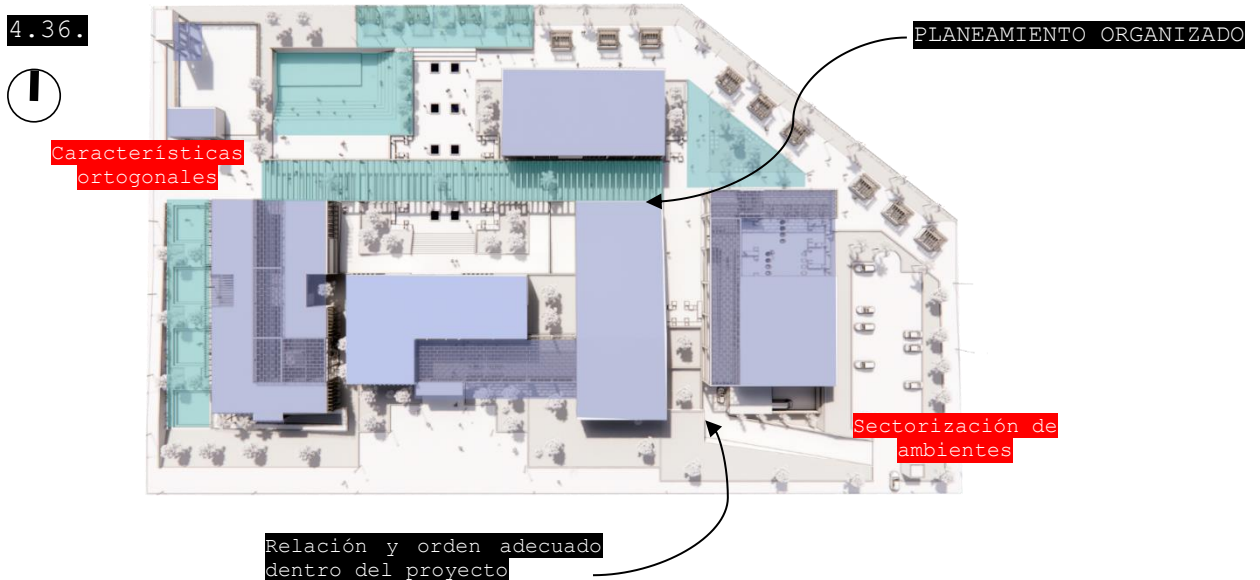 4.36.
PLANEAMIENTO ORGANIZADO
Características
ortogonales
Sectorización de
ambientes
Relación y orden adecuado
dentro del proyecto